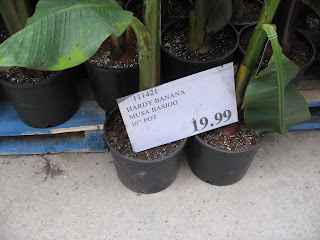 111421
HARDY BANANA
MUSA BASJOO
10" POT
19.99